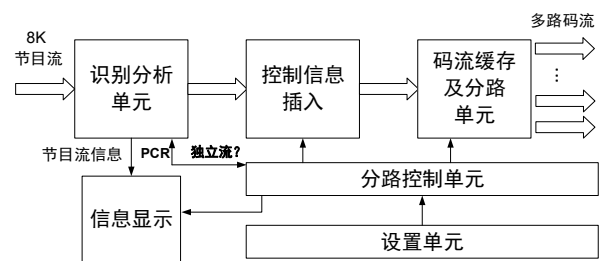 8K
节目流
识别分析
单元
控制信息
插入
码流缓存
及分路
单元
多路码流
⋮
节目流信息
PCR
独立流?
信息显示
分路控制单元
设置单元